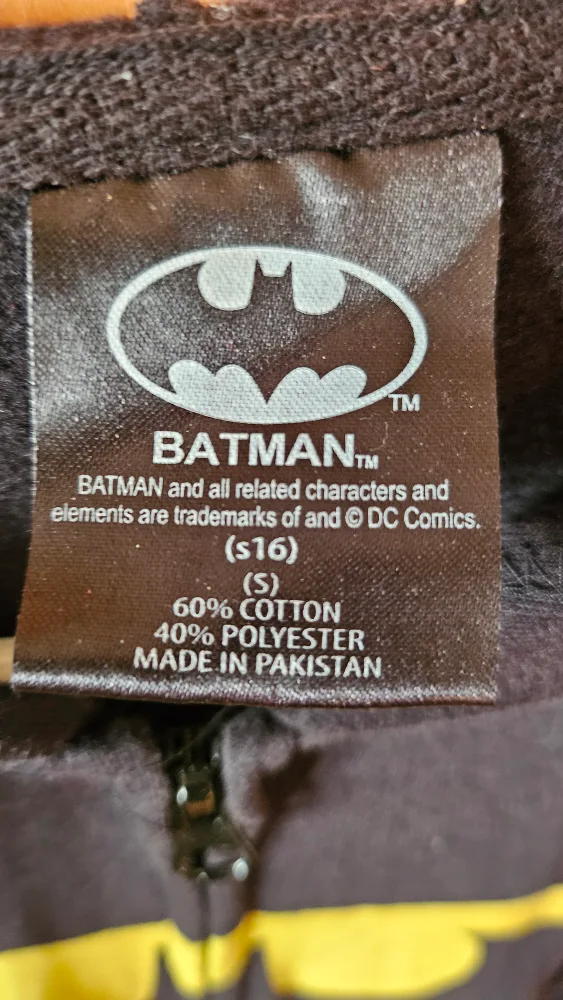 TM
BATMAN TM
BATMAN and all related characters and
elements are trademarks of and © DC Comics.
(s16)
(S)
60% COTTON
40% POLYESTER
MADE IN PAKISTAN